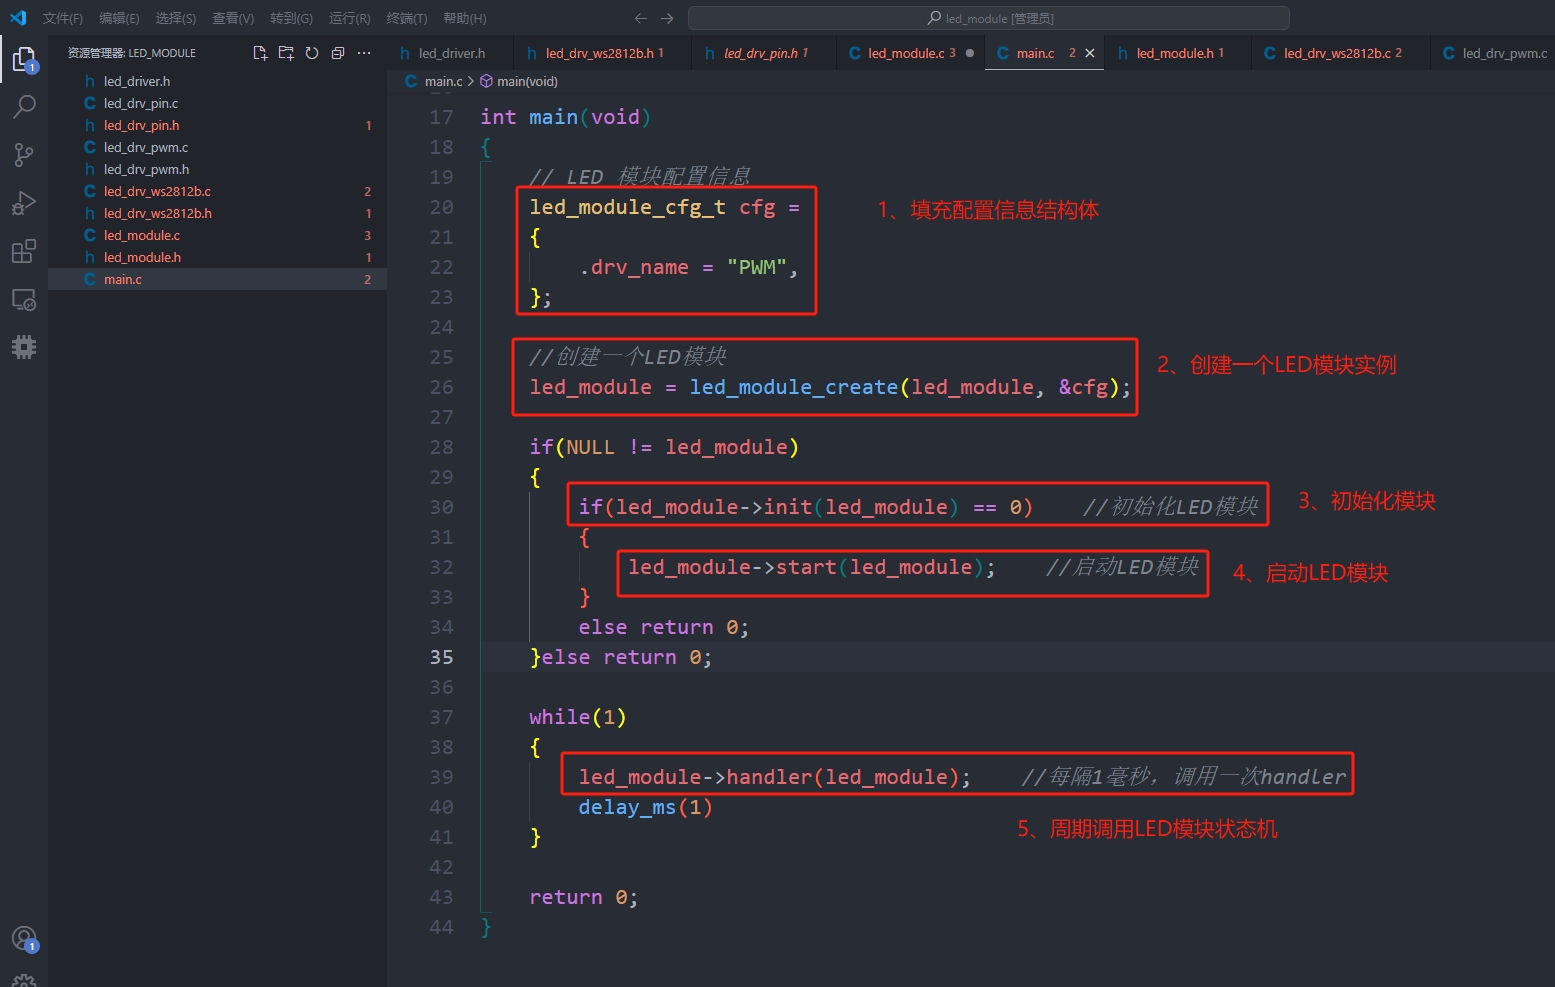 文件(F) 编辑(E) 选择(S) 查看(V) 转到(G) 运行(R) 终端(T) 帮助(H) led_module [管理员]
资源管理器: LED_MODULE
led_driver.h
led_drv_pin.c
led_drv_pin.h 1
led_drv_pwm.c
led_drv_pwm.h
led_drv_ws2812b.c 2
led_drv_ws2812b.h 1
led_module.c 3
led_module.h 1
main.c 2
1
1
led_driver.h led_drv_ws2812b.h 1 led_drv_pin.h 1 led_module.c 3 main.c 2 led_module.h 1 led_drv_ws2812b.c 2 led_drv_pwm.c
main.c > main(void)
17 int main(void)
18 {
19 // LED 模块配置信息
20 led_module_cfg_t cfg =
1、填充配置信息结构体
21 {
22 .drv_name = "PWM",
23 };
24
25 //创建一个LED模块
2、创建一个LED模块实例
26 led_module = led_module_create(led_module, &cfg);
27
28 if(NULL != led_module)
29 {
30 if(led_module->init(led_module) == 0) //初始化LED模块
3、初始化模块
31 {
32 led_module->start(led_module); //启动LED模块
4、启动LED模块
33 }
34 else return 0;
35 }else return 0;
36
37 while(1)
38 {
39 led_module->handler(led_module); //每隔1毫秒，调用一次handler
40 delay_ms(1)
5、周期调用LED模块状态机
41 }
42
43 return 0;
44 }